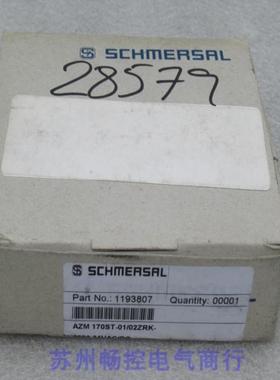 SCHMERSAL
28579
SCHMERSAL
Part No.: 1193807 Quantity: 00001
AZM 170ST-01/02ZRK-
苏州畅控电气商行